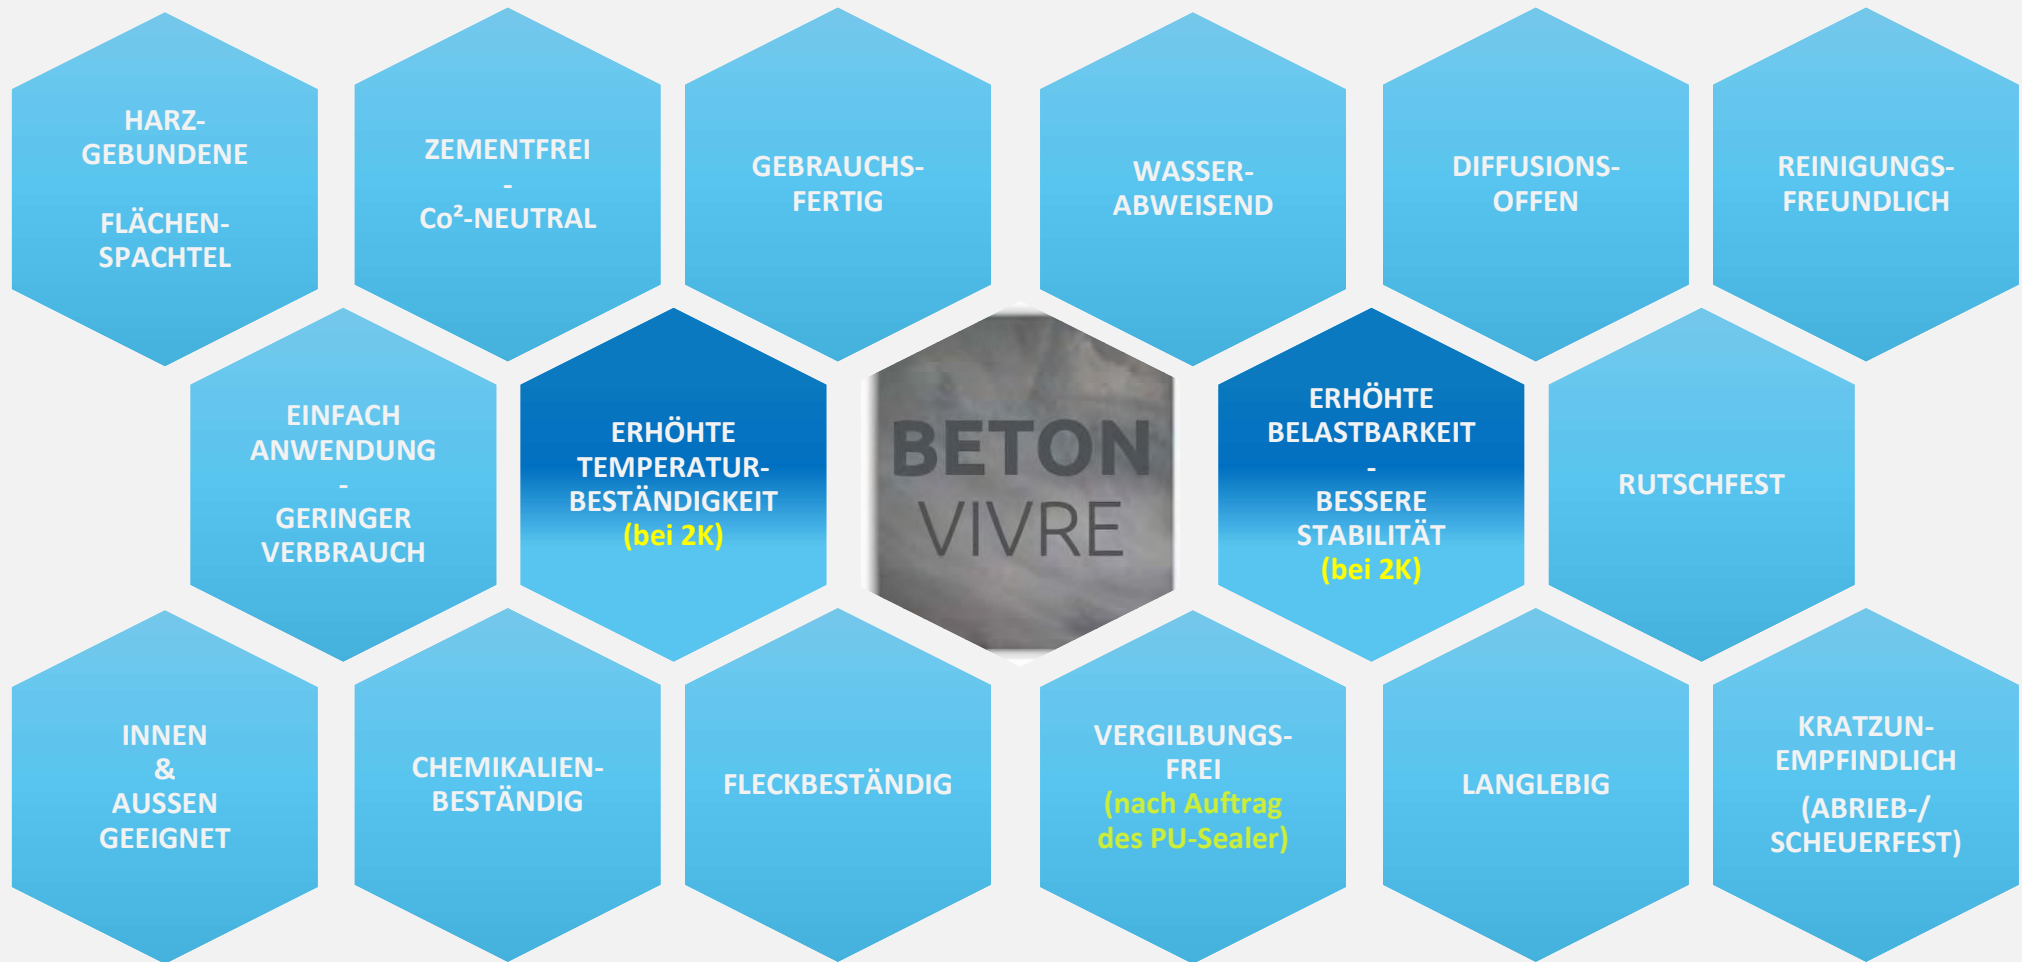 HARZ-
GEBUNDENE
FLÄCHEN-
SPACHTEL
ZEMENTFREI
-
Co²-NEUTRAL
GEBRAUCHS-
FERTIG
WASSER-
ABWEISEND
DIFFUSIONS-
OFFEN
REINIGUNGS-
FREUNDLICH
EINFACH
ANWENDUNG
-
GERINGER
VERBRAUCH
ERHÖHTE
TEMPERATUR-
BESTÄNDIGKEIT
(bei 2K)
BETON
VIVRE
ERHÖHTE
BELASTBARKEIT
-
BESSERE
STABILITÄT
(bei 2K)
RUTSCHFEST
INNEN
&
AUSSEN
GEEIGNET
CHEMIKALIEN-
BESTÄNDIG
FLECKBESTÄNDIG
VERGILBUNGS-
FREI
(nach Auftrag
des PU-Sealer)
LANGLEBIG
KRATZUN-
EMPFINDLICH
(ABRIEB-/
SCHEUERFEST)